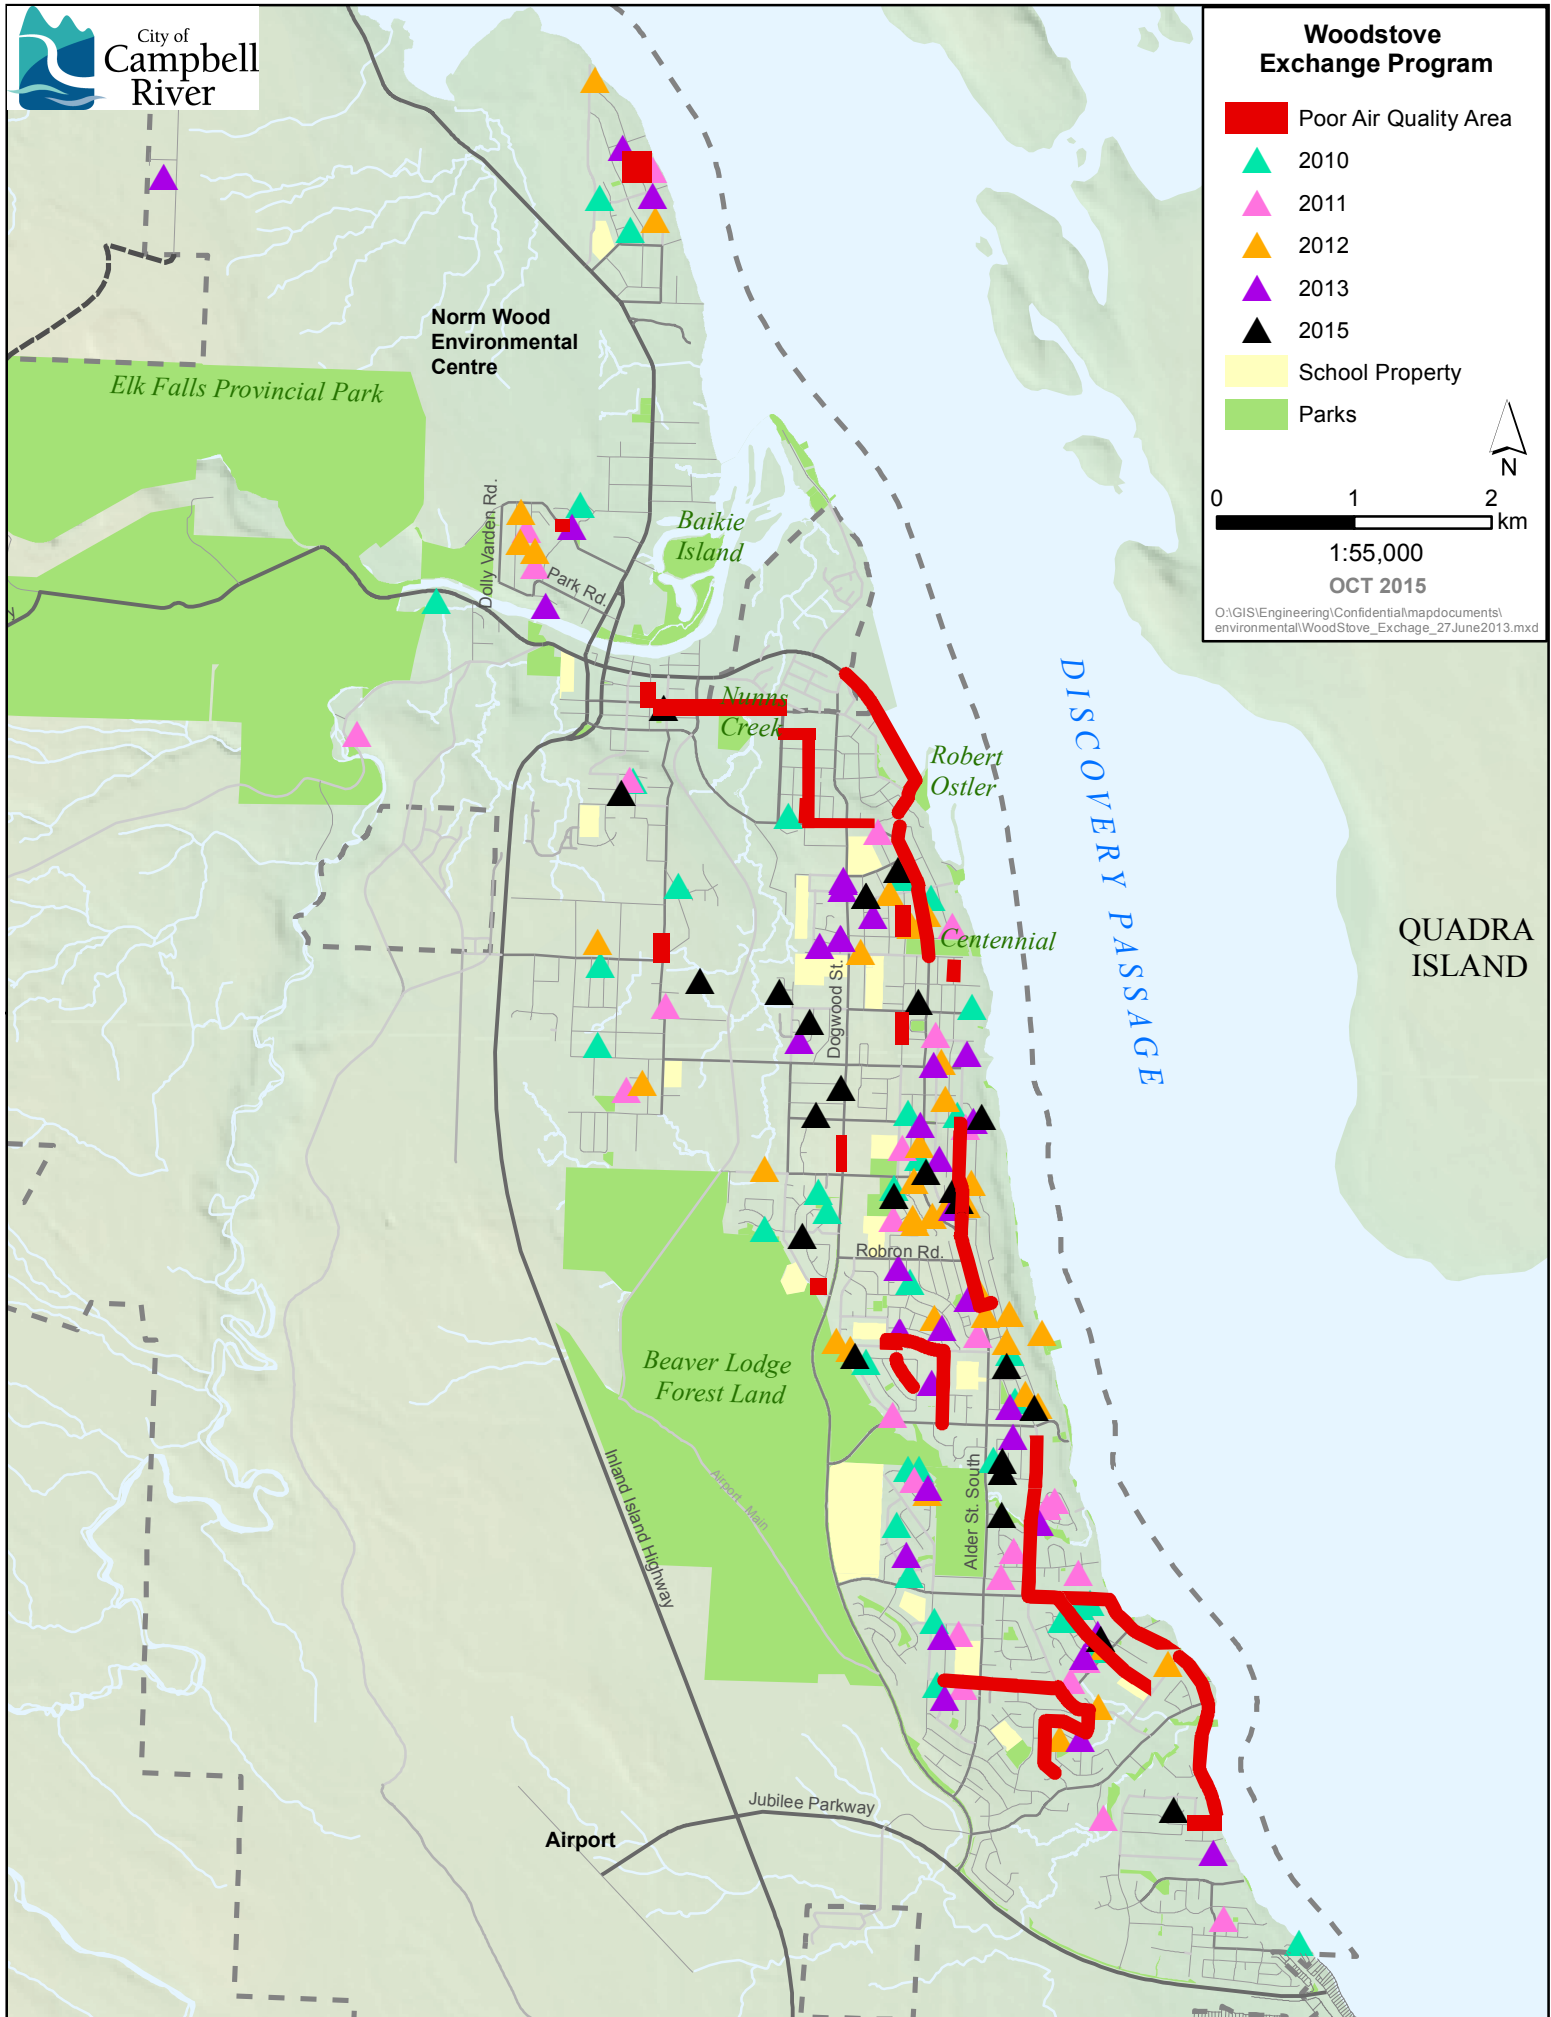 City of
Campbell
River
Woodstove
Exchange Program
Poor Air Quality Area
2010
2011
2012
2013
2015
School Property
Parks
N
0 1 2
km
1:55,000
OCT 2015
O:\GIS\Engineering\Confidential\mapdocuments\
environmental\WoodStove_Exchage_27June2013.mxd
Norm Wood
Environmental
Centre
Elk Falls Provincial Park
Dolly Varden Rd.
Park Rd.
Baikie
Island
Nunns
Creek
Robert
Ostler
DISCOVERY PASSAGE
QUADRA
ISLAND
Centennial
Dogwood St.
Robron Rd.
Beaver Lodge
Forest Land
Inland Island Highway
Airport Main
Alder St. South
Jubilee Parkway
Airport